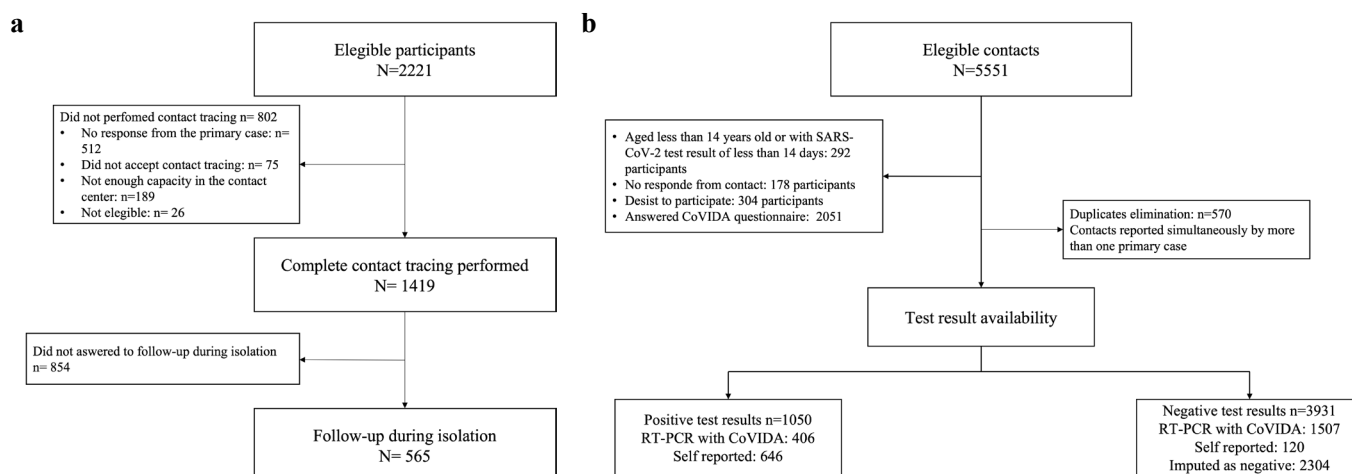 a
Elegible participants
N=2221
Did not perfomed contact tracing n= 802
• No response from the primary case: n=
512
• Did not accept contact tracing: n= 75
• Not enough capacity in the contact
center: n=189
• Not elegible: n= 26
Complete contact tracing performed
N= 1419
Did not aswered to follow-up during isolation
n= 854
Follow-up during isolation
N= 565
b
Elegible contacts
N=5551
• Aged less than 14 years old or with SARS-
CoV-2 test result of less than 14 days: 292
participants
• No responde from contact: 178 participants
• Desist to participate: 304 participants
• Answered CoVIDA questionnaire: 2051
Duplicates elimination: n=570
Contacts reported simultaneously by more
than one primary case
Test result availability
Positive test results n=1050
RT-PCR with CoVIDA: 406
Self reported: 646
Negative test results n=3931
RT-PCR with CoVIDA: 1507
Self reported: 120
Imputed as negative: 2304